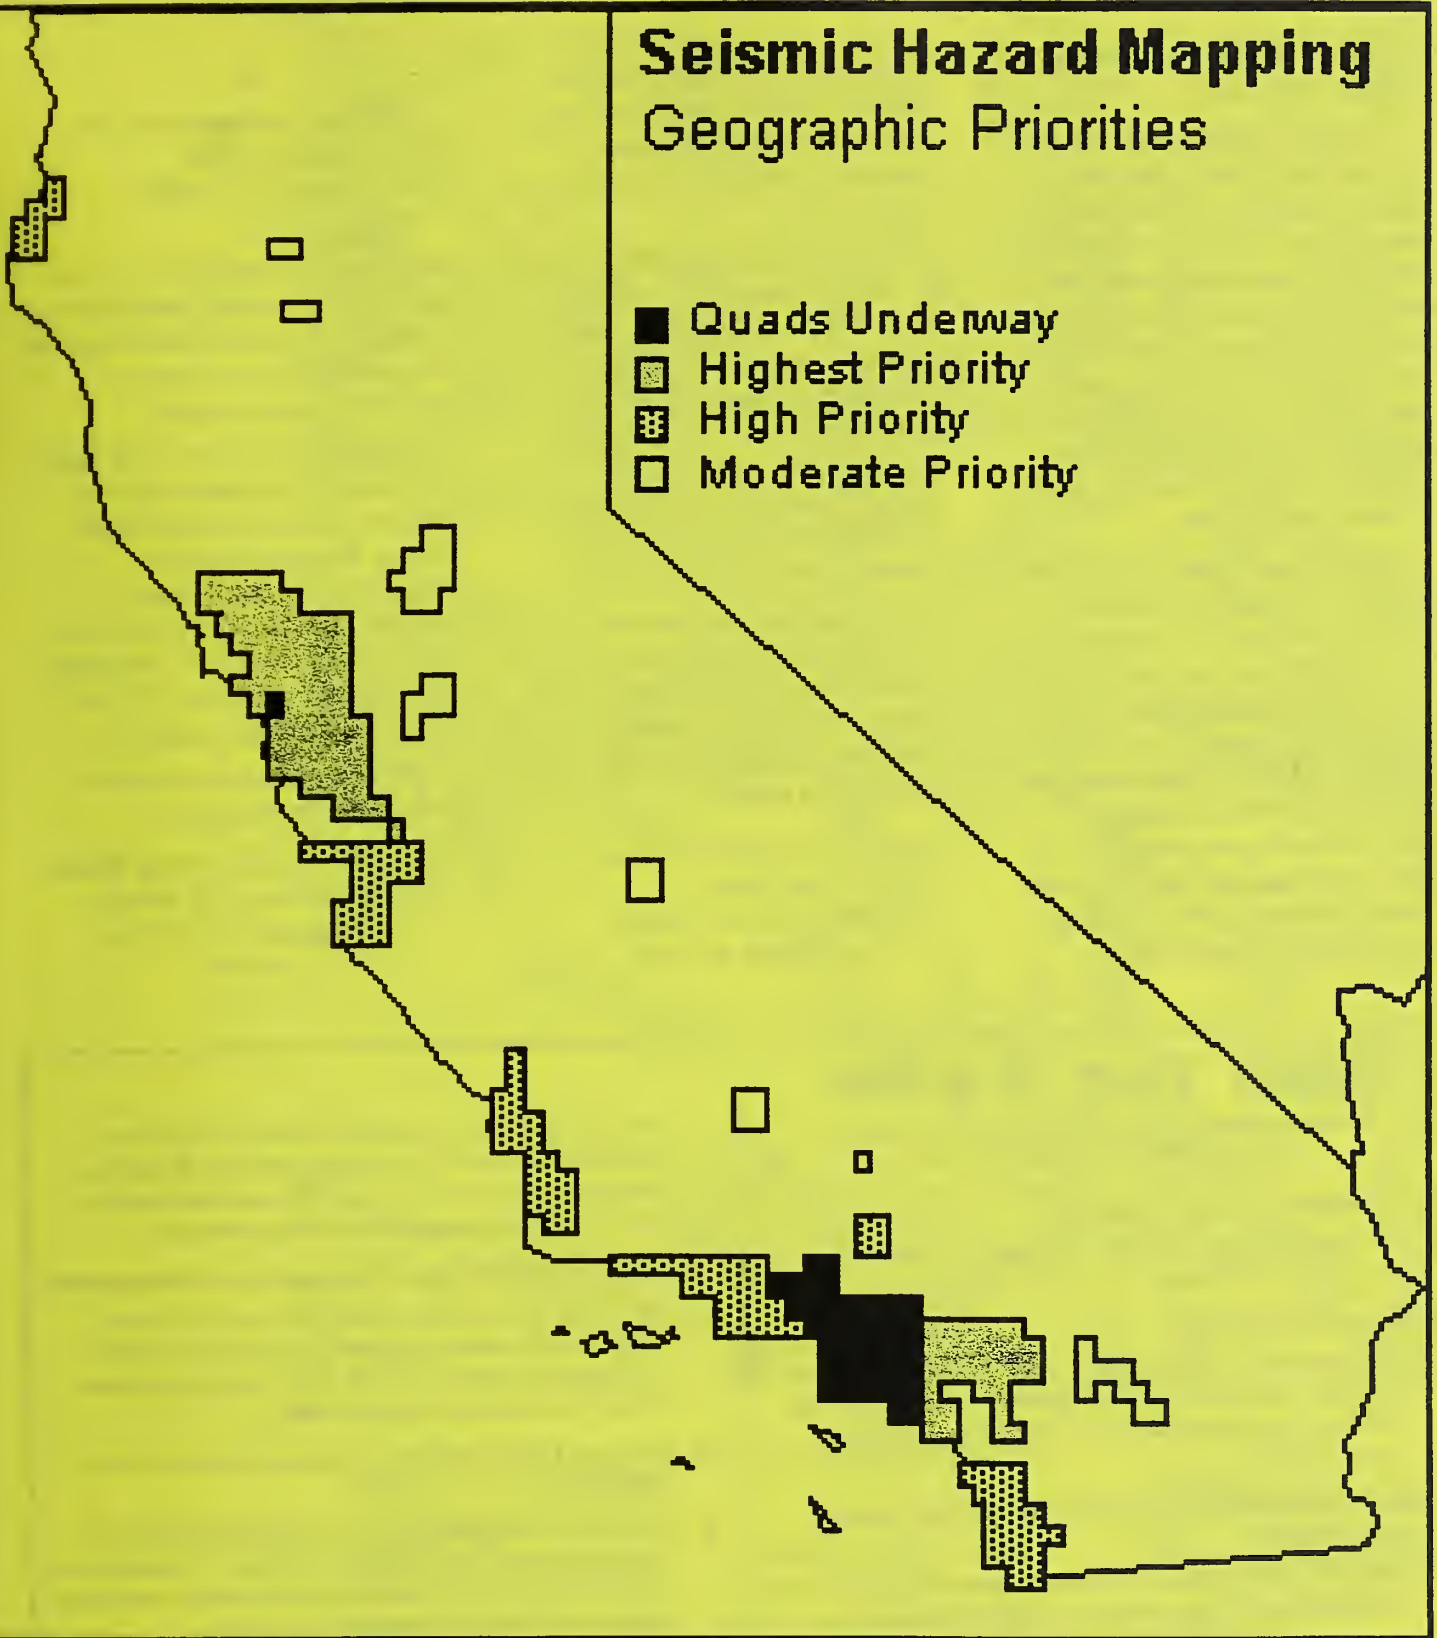 Seismic Hazard Mapping
Geographic Priorities
Quads Underway
Highest Priority
High Priority
Moderate Priority